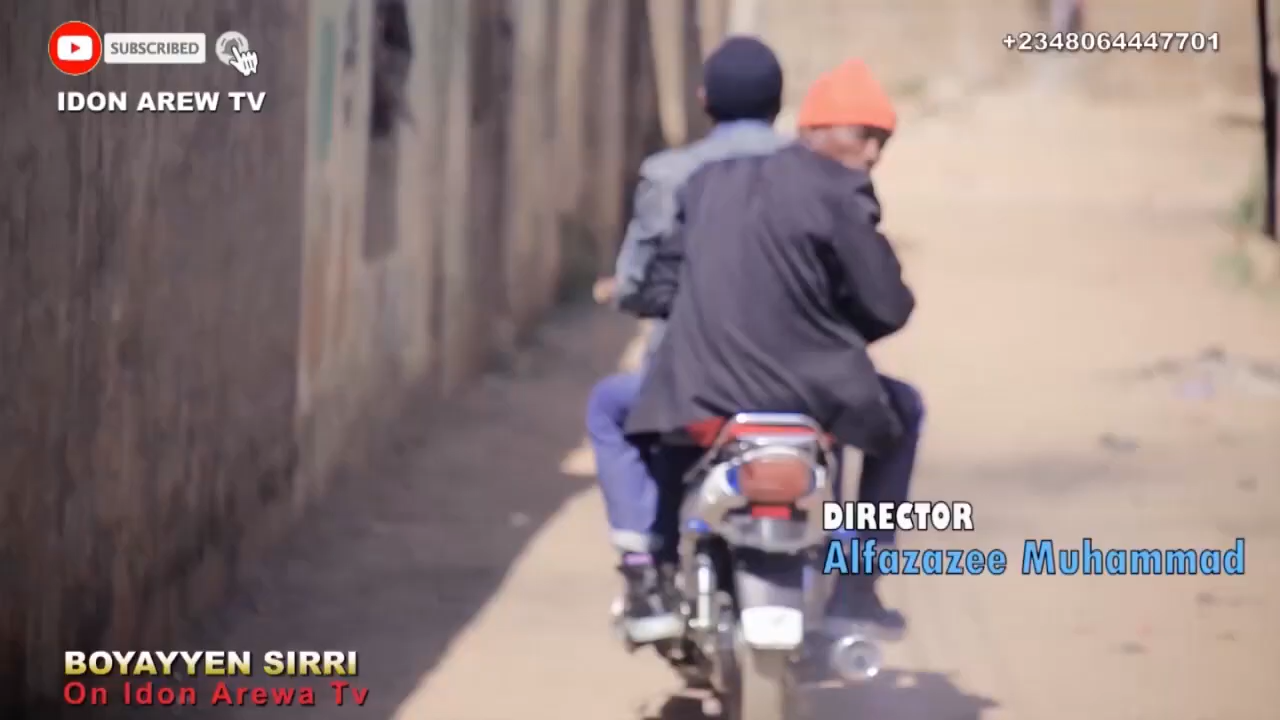 SUBSCRIBED
+2348064447701
IDON AREW TV
DIRECTOR
Alfazazee Muhammad
BOYAYYEN SIRRI
On Idon Arewa Tv